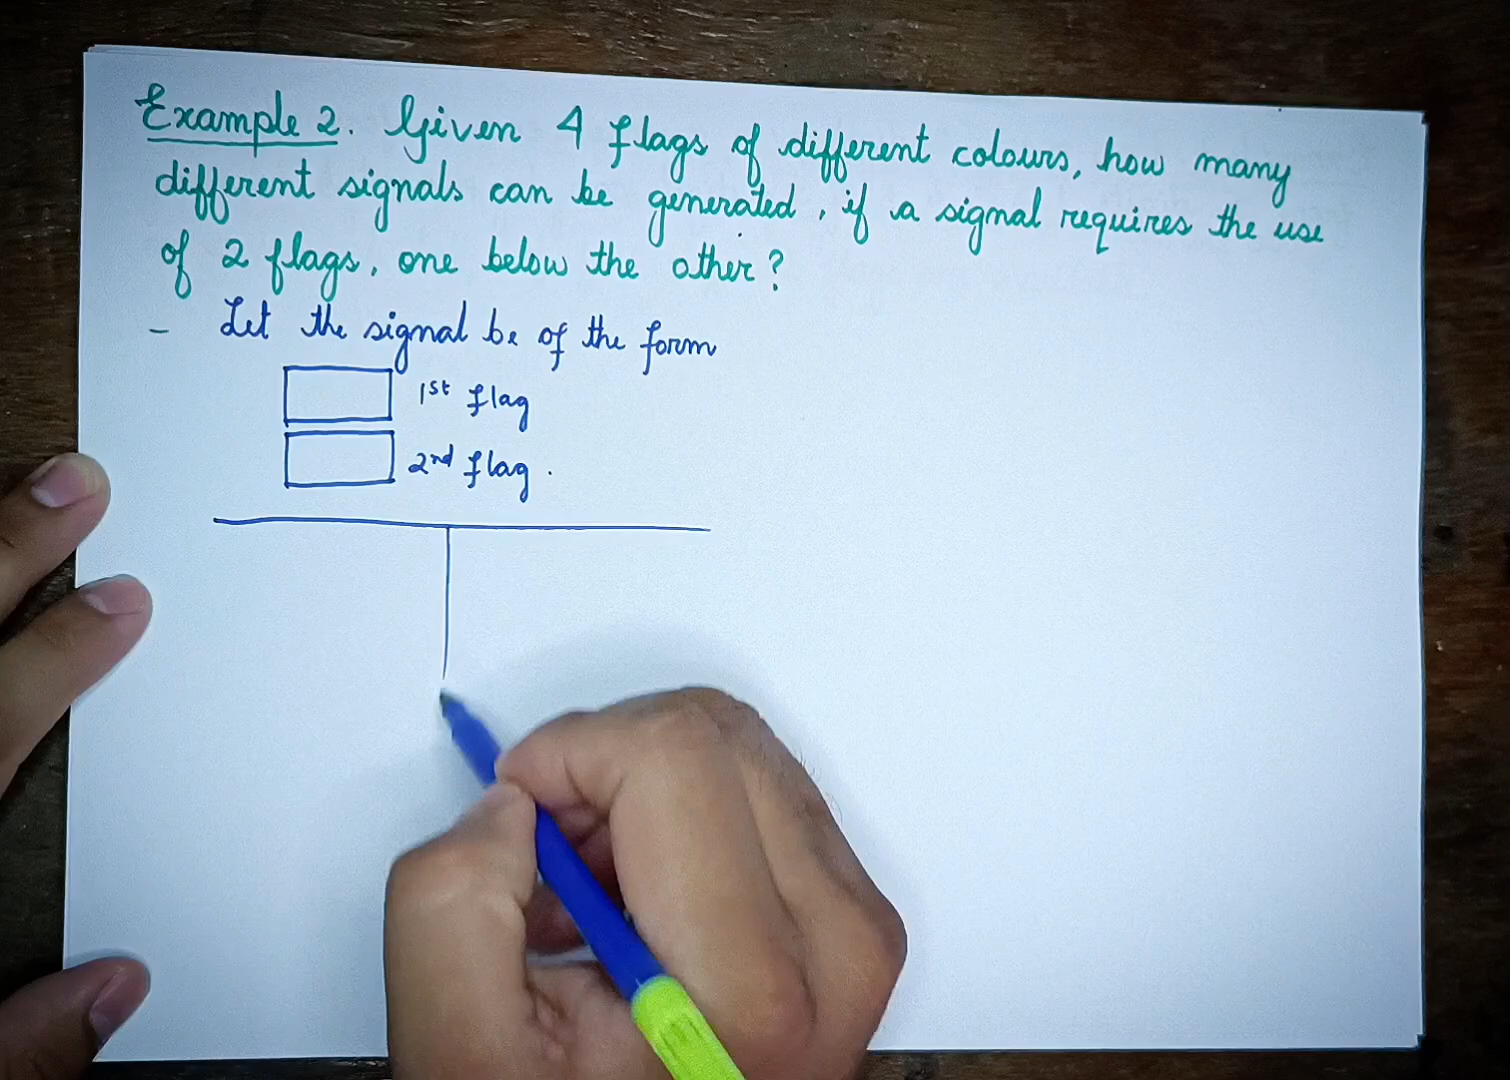 Example 2. Given 4 flags of different colours, how many
different signals can be generated, if a signal requires the use
of 2 flags, one below the other?
- Let the signal be of the form
1st flag
2nd flag.